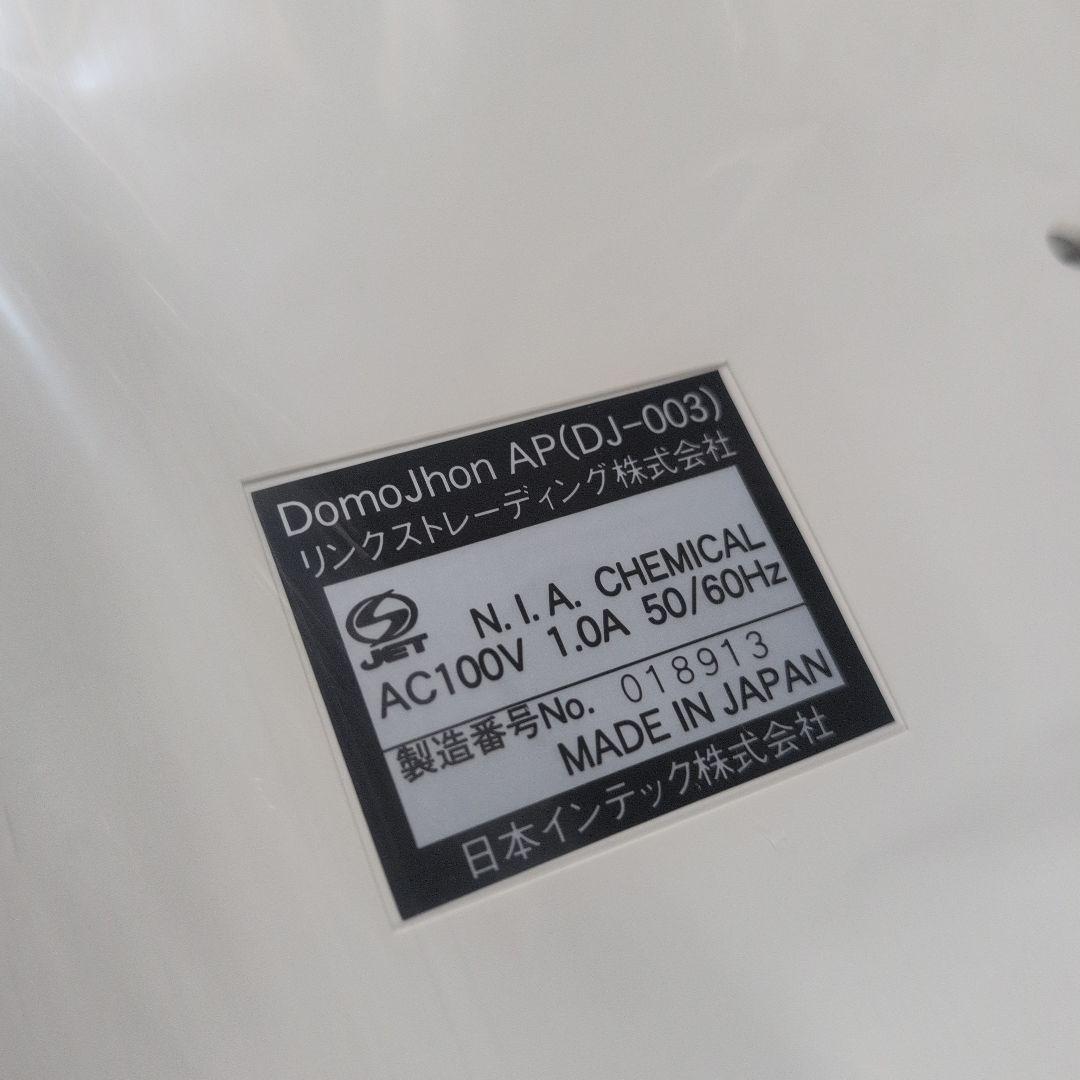 DomoJhon AP(DJ-003)
リンクストレーディング株式会社
S JET
N.I.A. CHEMICAL
AC100V 1.0A 50/60Hz
製造番号No. 018913
MADE IN JAPAN
日本インテック株式会社